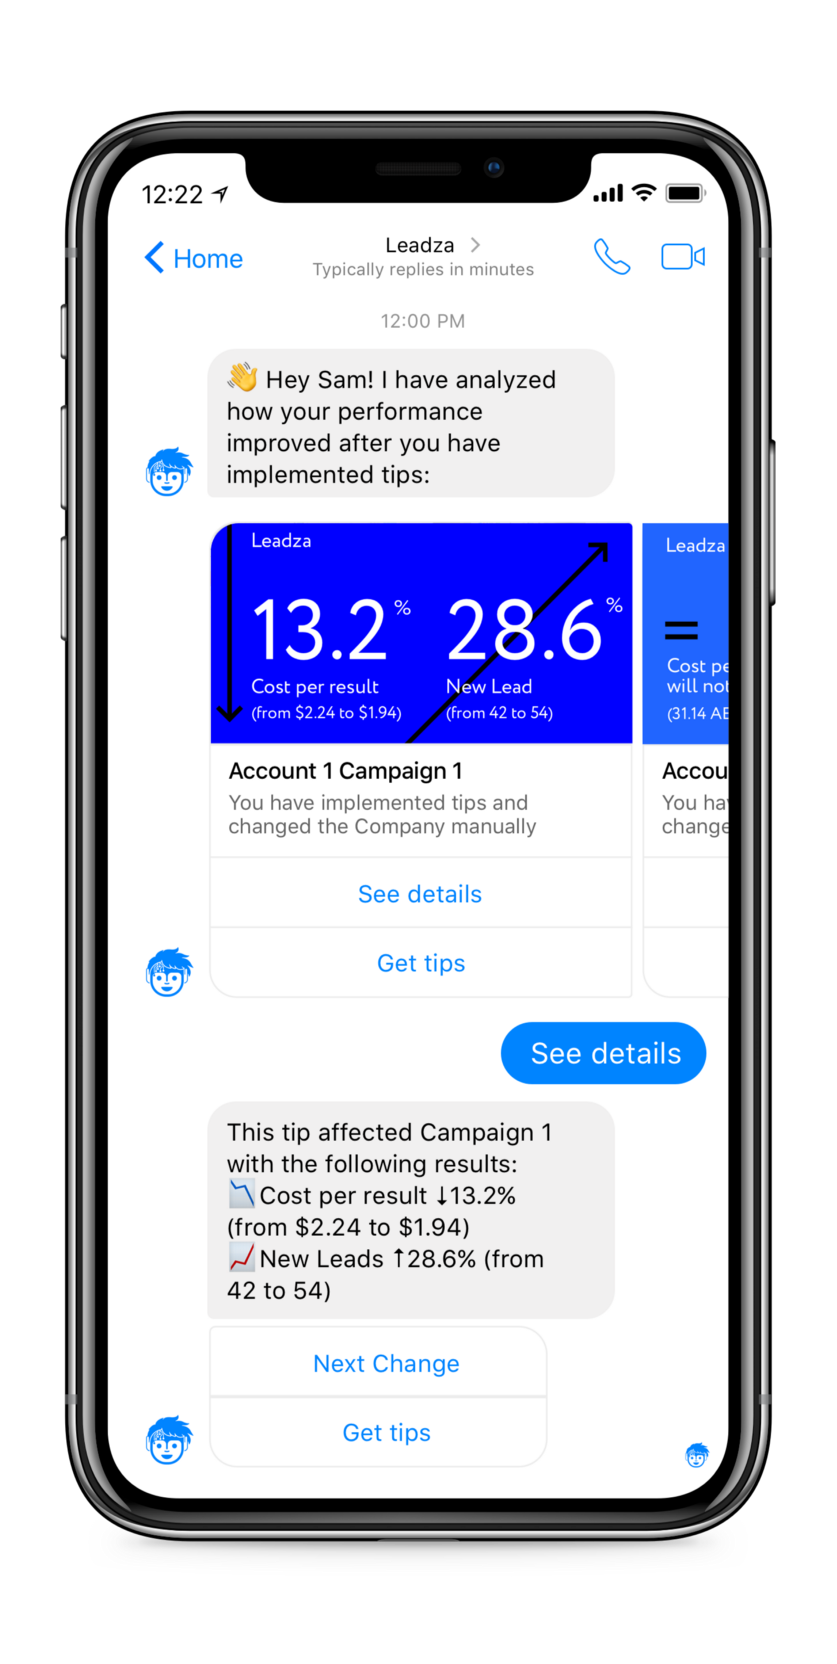 12:22
Home
Leadza
Typically replies in minutes
12:00 PM
👋 Hey Sam! I have analyzed
how your performance
improved after you have
implemented tips:
Leadza
13.2%
28.6%
Cost per result
New Lead
(from $2.24 to $1.94)
(from 42 to 54)
Account 1 Campaign 1
You have implemented tips and
changed the Company manually
See details
Get tips
Leadza
=
Cost pe
will not
(31.14 AE
Accou
You hav
change
See details
This tip affected Campaign 1
with the following results:
📉Cost per result ↓13.2%
(from $2.24 to $1.94)
📈New Leads ↑28.6% (from
42 to 54)
Next Change
Get tips